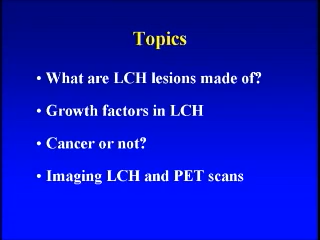 Topics
• What are LCH lesions made of?
• Growth factors in LCH
• Cancer or not?
• Imaging LCH and PET scans